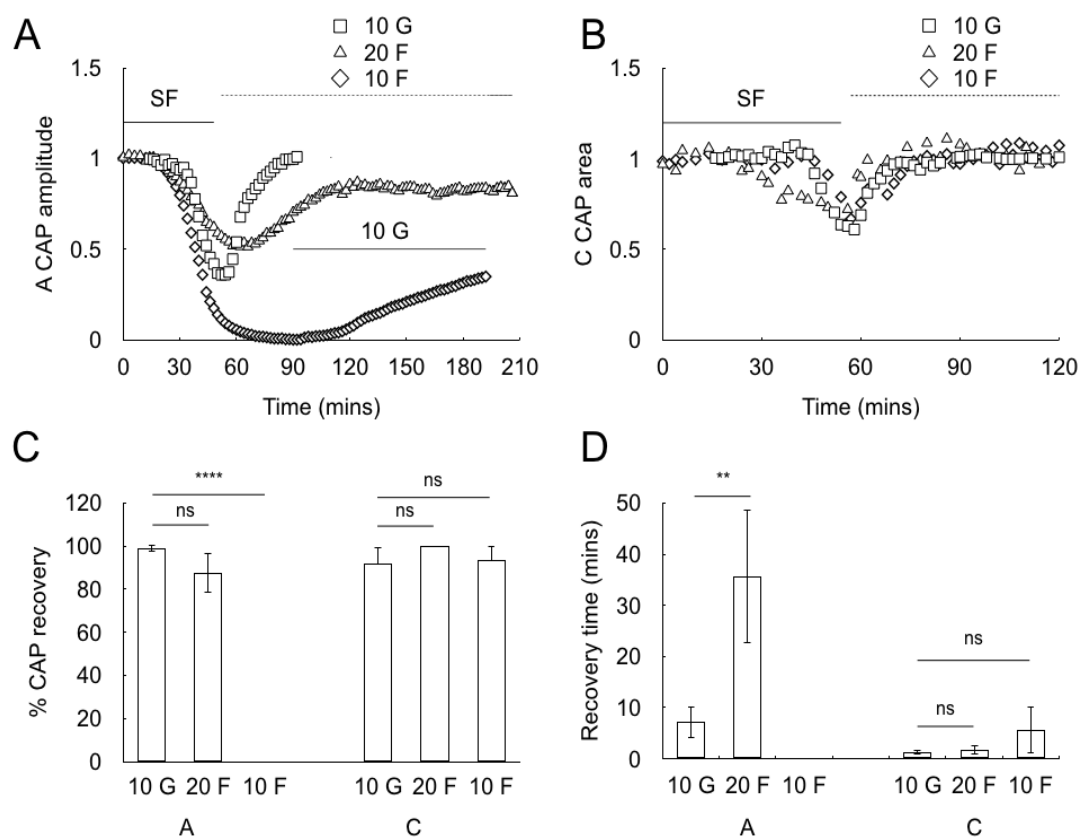 A
10 G
20 F
10 F
1.5
1
0.5
0
SF
10 G
A CAP amplitude
0 30 60 90 120 150 180 210
Time (mins)
B
10 G
20 F
10 F
1.5
1
0.5
0
SF
C CAP area
0 30 60 90 120
Time (mins)
C
****
ns
ns
ns
120
100
80
60
40
20
0
% CAP recovery
10 G 20 F 10 F 10 G 20 F 10 F
A C
D
**
ns
ns
50
40
30
20
10
0
Recovery time (mins)
10 G 20 F 10 F 10 G 20 F 10 F
A C